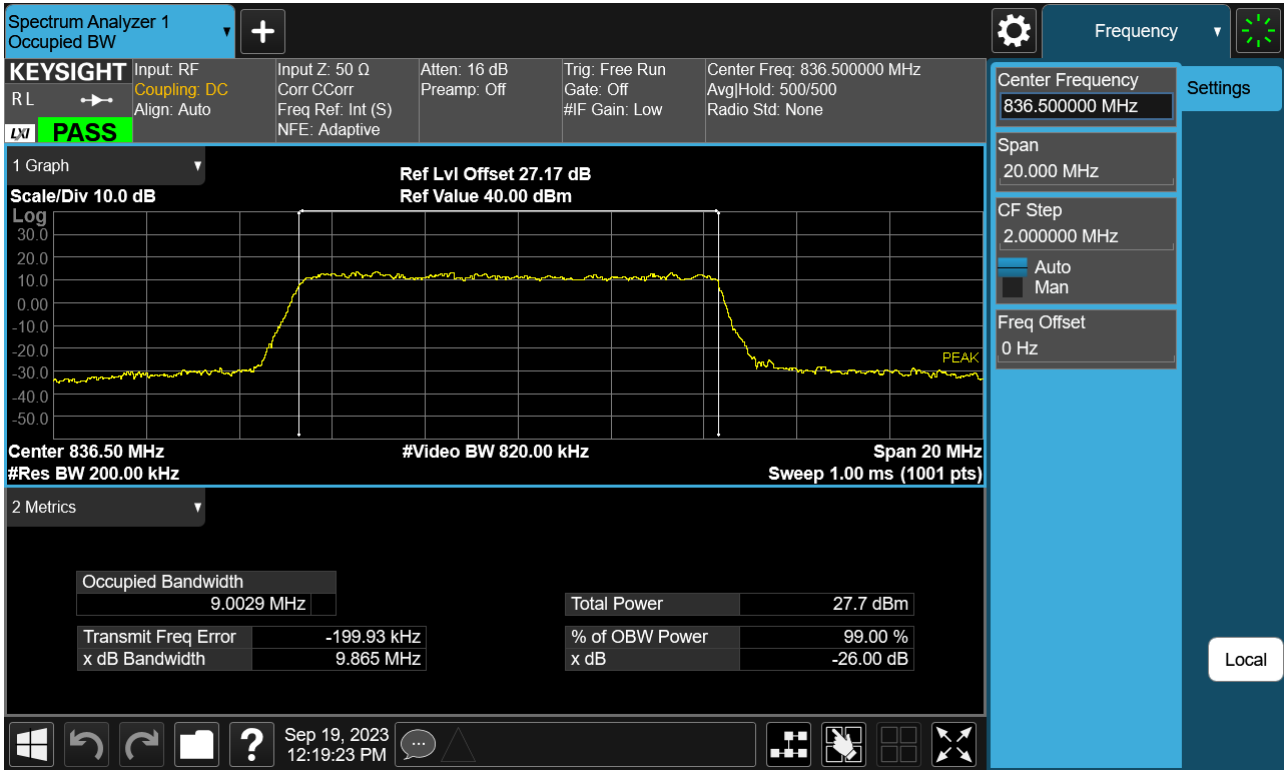 Spectrum Analyzer 1
Occupied BW
+
Frequency
KEYSIGHT
R L
LXI PASS
Input: RF
Coupling: DC
Align: Auto
Input Z: 50 Ω
Corr CCorr
Freq Ref: Int (S)
NFE: Adaptive
Atten: 16 dB
Preamp: Off
Trig: Free Run
Gate: Off
#IF Gain: Low
Center Freq: 836.500000 MHz
Avg|Hold: 500/500
Radio Std: None
Center Frequency
836.500000 MHz
Settings
Span
20.000 MHz
CF Step
2.000000 MHz
Auto
Man
Freq Offset
0 Hz
Local
1 Graph
Scale/Div 10.0 dB
Ref Lvl Offset 27.17 dB
Ref Value 40.00 dBm
Log
30.0
20.0
10.0
0.00
-10.0
-20.0
-30.0
-40.0
-50.0
PEAK
Center 836.50 MHz
#Video BW 820.00 kHz
Span 20 MHz
#Res BW 200.00 kHz
Sweep 1.00 ms (1001 pts)
2 Metrics
Occupied Bandwidth
9.0029 MHz
Total Power 27.7 dBm
Transmit Freq Error -199.93 kHz
% of OBW Power 99.00 %
x dB Bandwidth 9.865 MHz
x dB -26.00 dB
?
Sep 19, 2023
12:19:23 PM